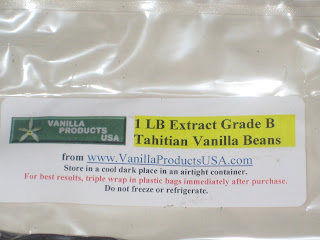 VANILLA
PRODUCTS
USA
1 LB Extract Grade B
Tahitian Vanilla Beans
from www.VanillaProductsUSA.com
Store in a cool dark place in an airtight container.
For best results, triple wrap in plastic bags immediately after purchase.
Do not freeze or refrigerate.